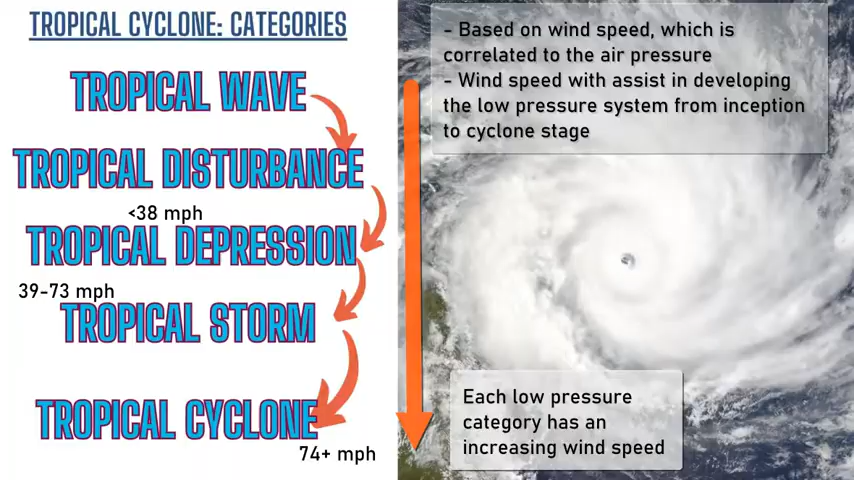 TROPICAL CYCLONE: CATEGORIES
TROPICAL WAVE
TROPICAL DISTURBANCE
<38 mph
TROPICAL DEPRESSION
39-73 mph
TROPICAL STORM
TROPICAL CYCLONE
74+ mph
- Based on wind speed, which is
correlated to the air pressure
- Wind speed with assist in developing
the low pressure system from inception
to cyclone stage
Each low pressure
category has an
increasing wind speed